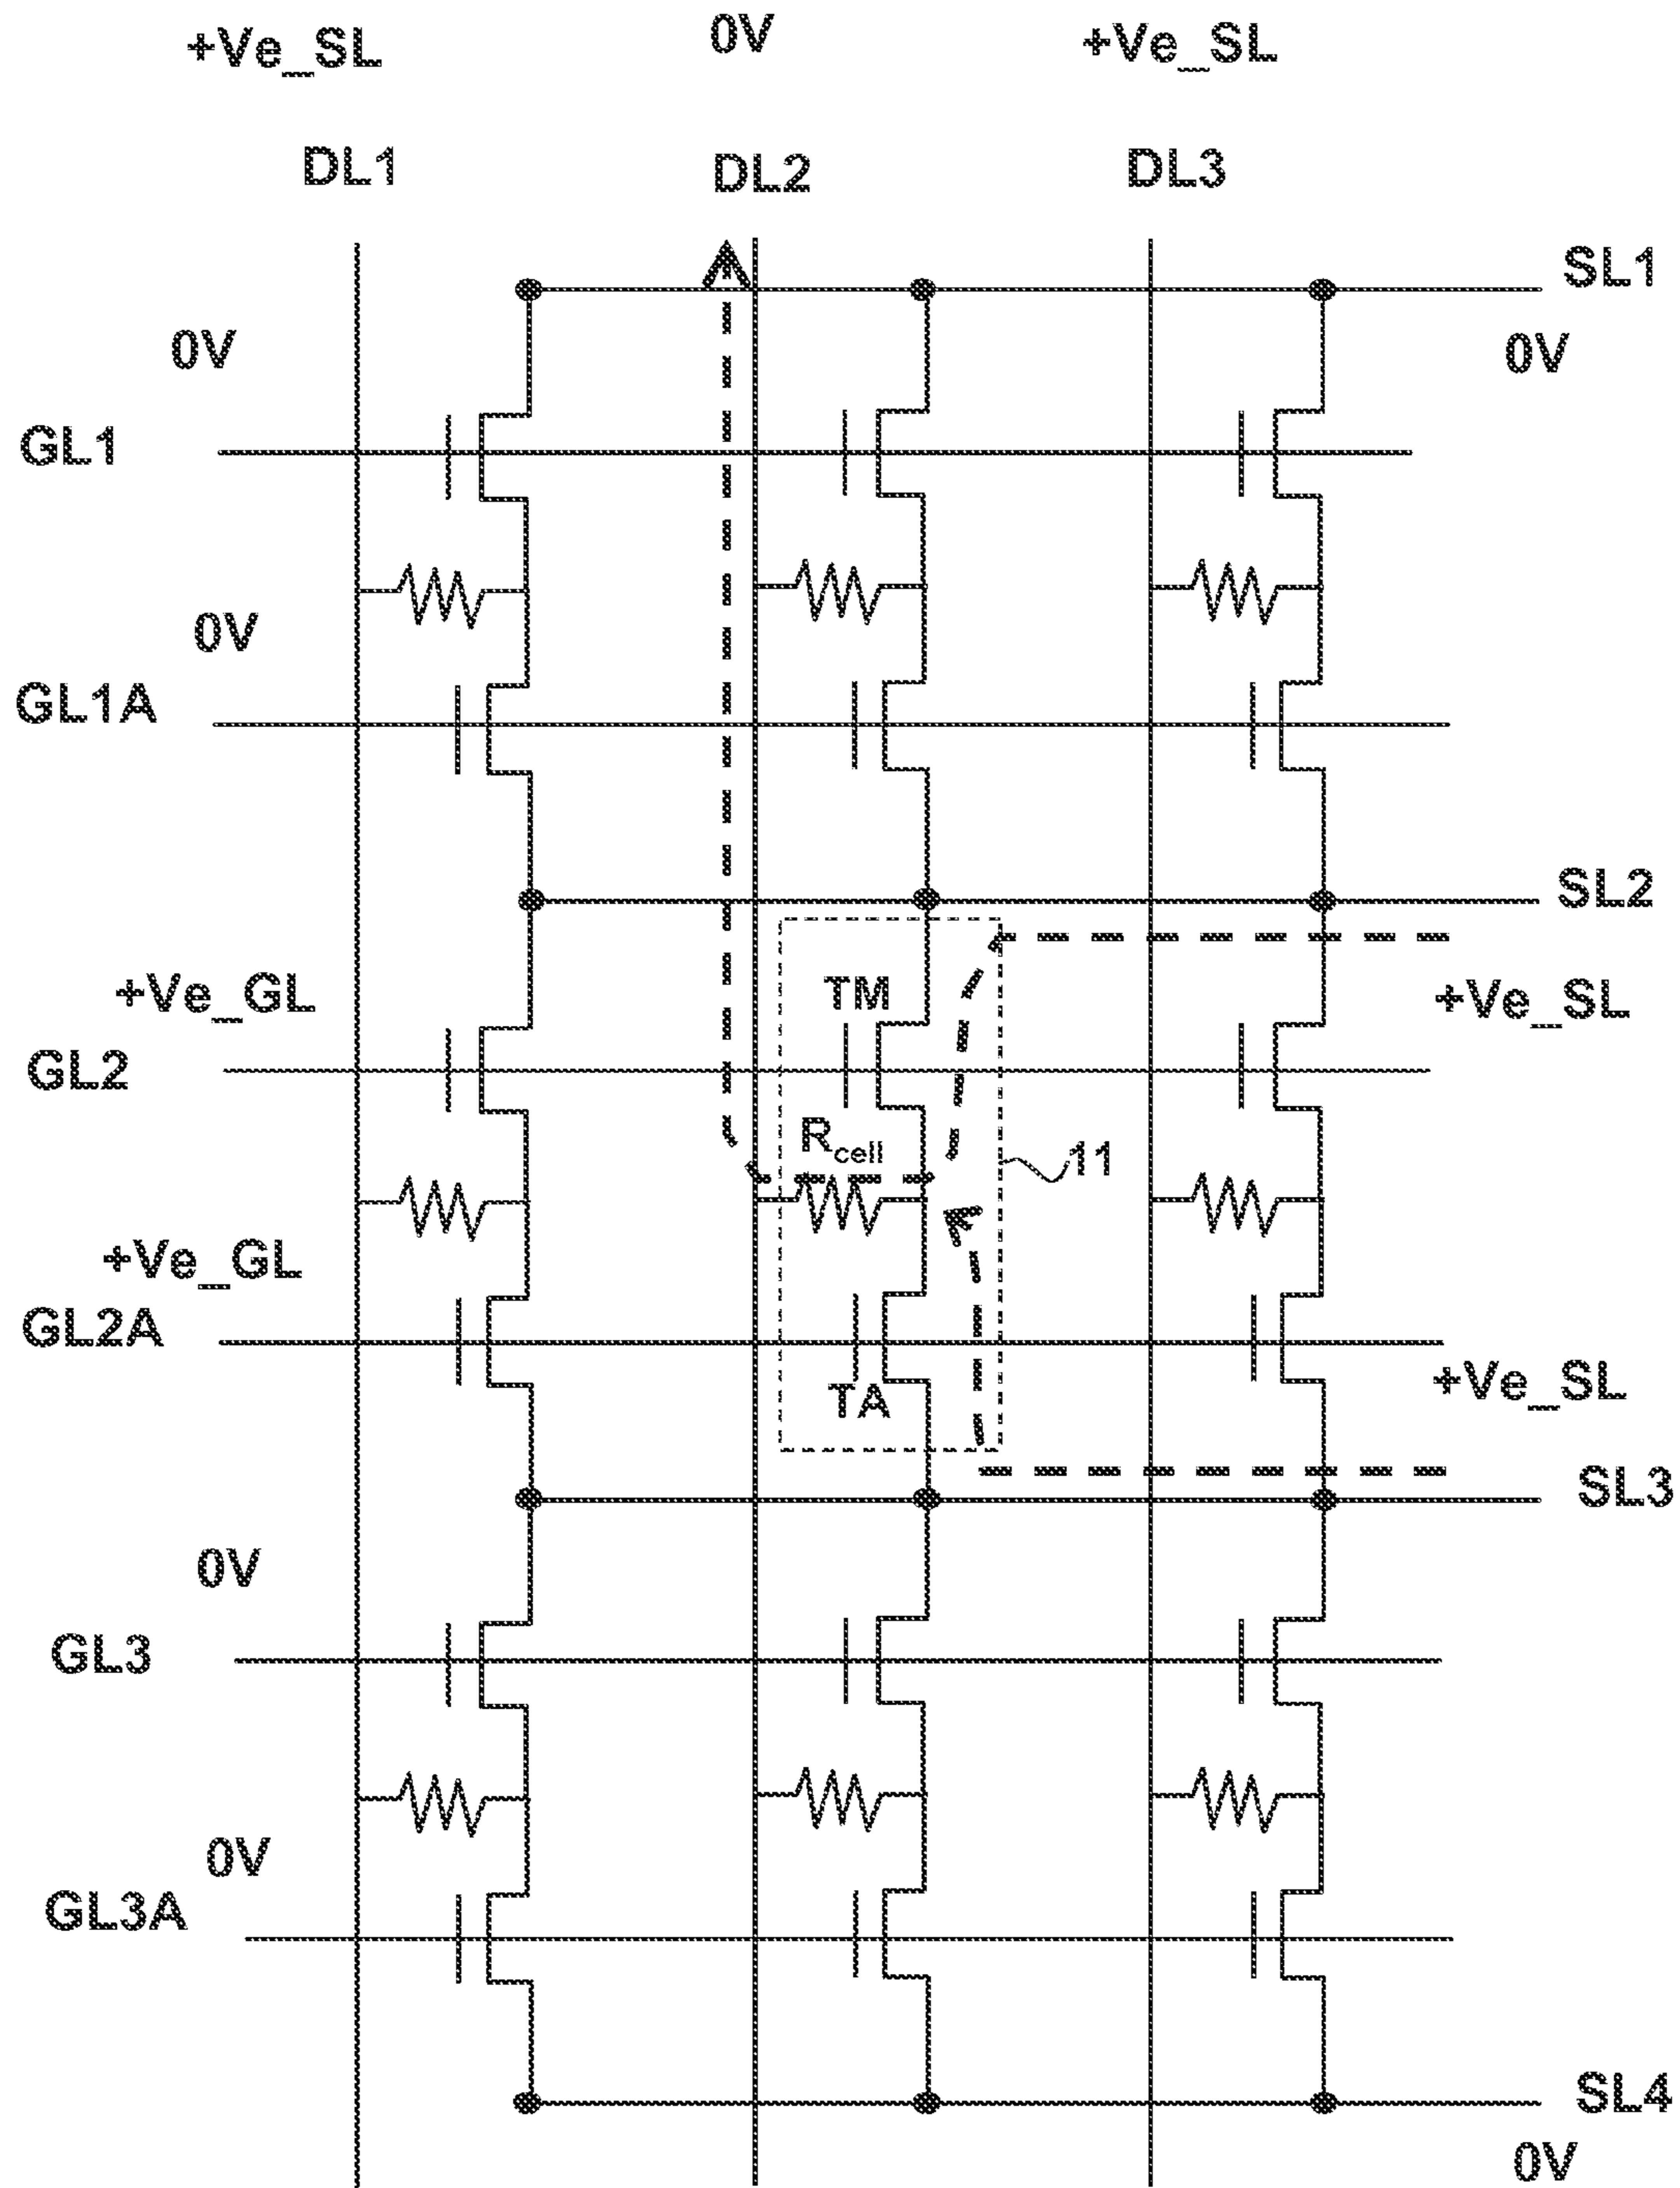 +Ve_SL 0V +Ve_SL
DL1 DL2 DL3
SL1
0V 0V
GL1
0V
GL1A
SL2
+Ve_GL TM +Ve_SL
GL2
Rcell 11
+Ve_GL
GL2A
TA +Ve_SL
SL3
0V
GL3
0V
GL3A
SL4
0V